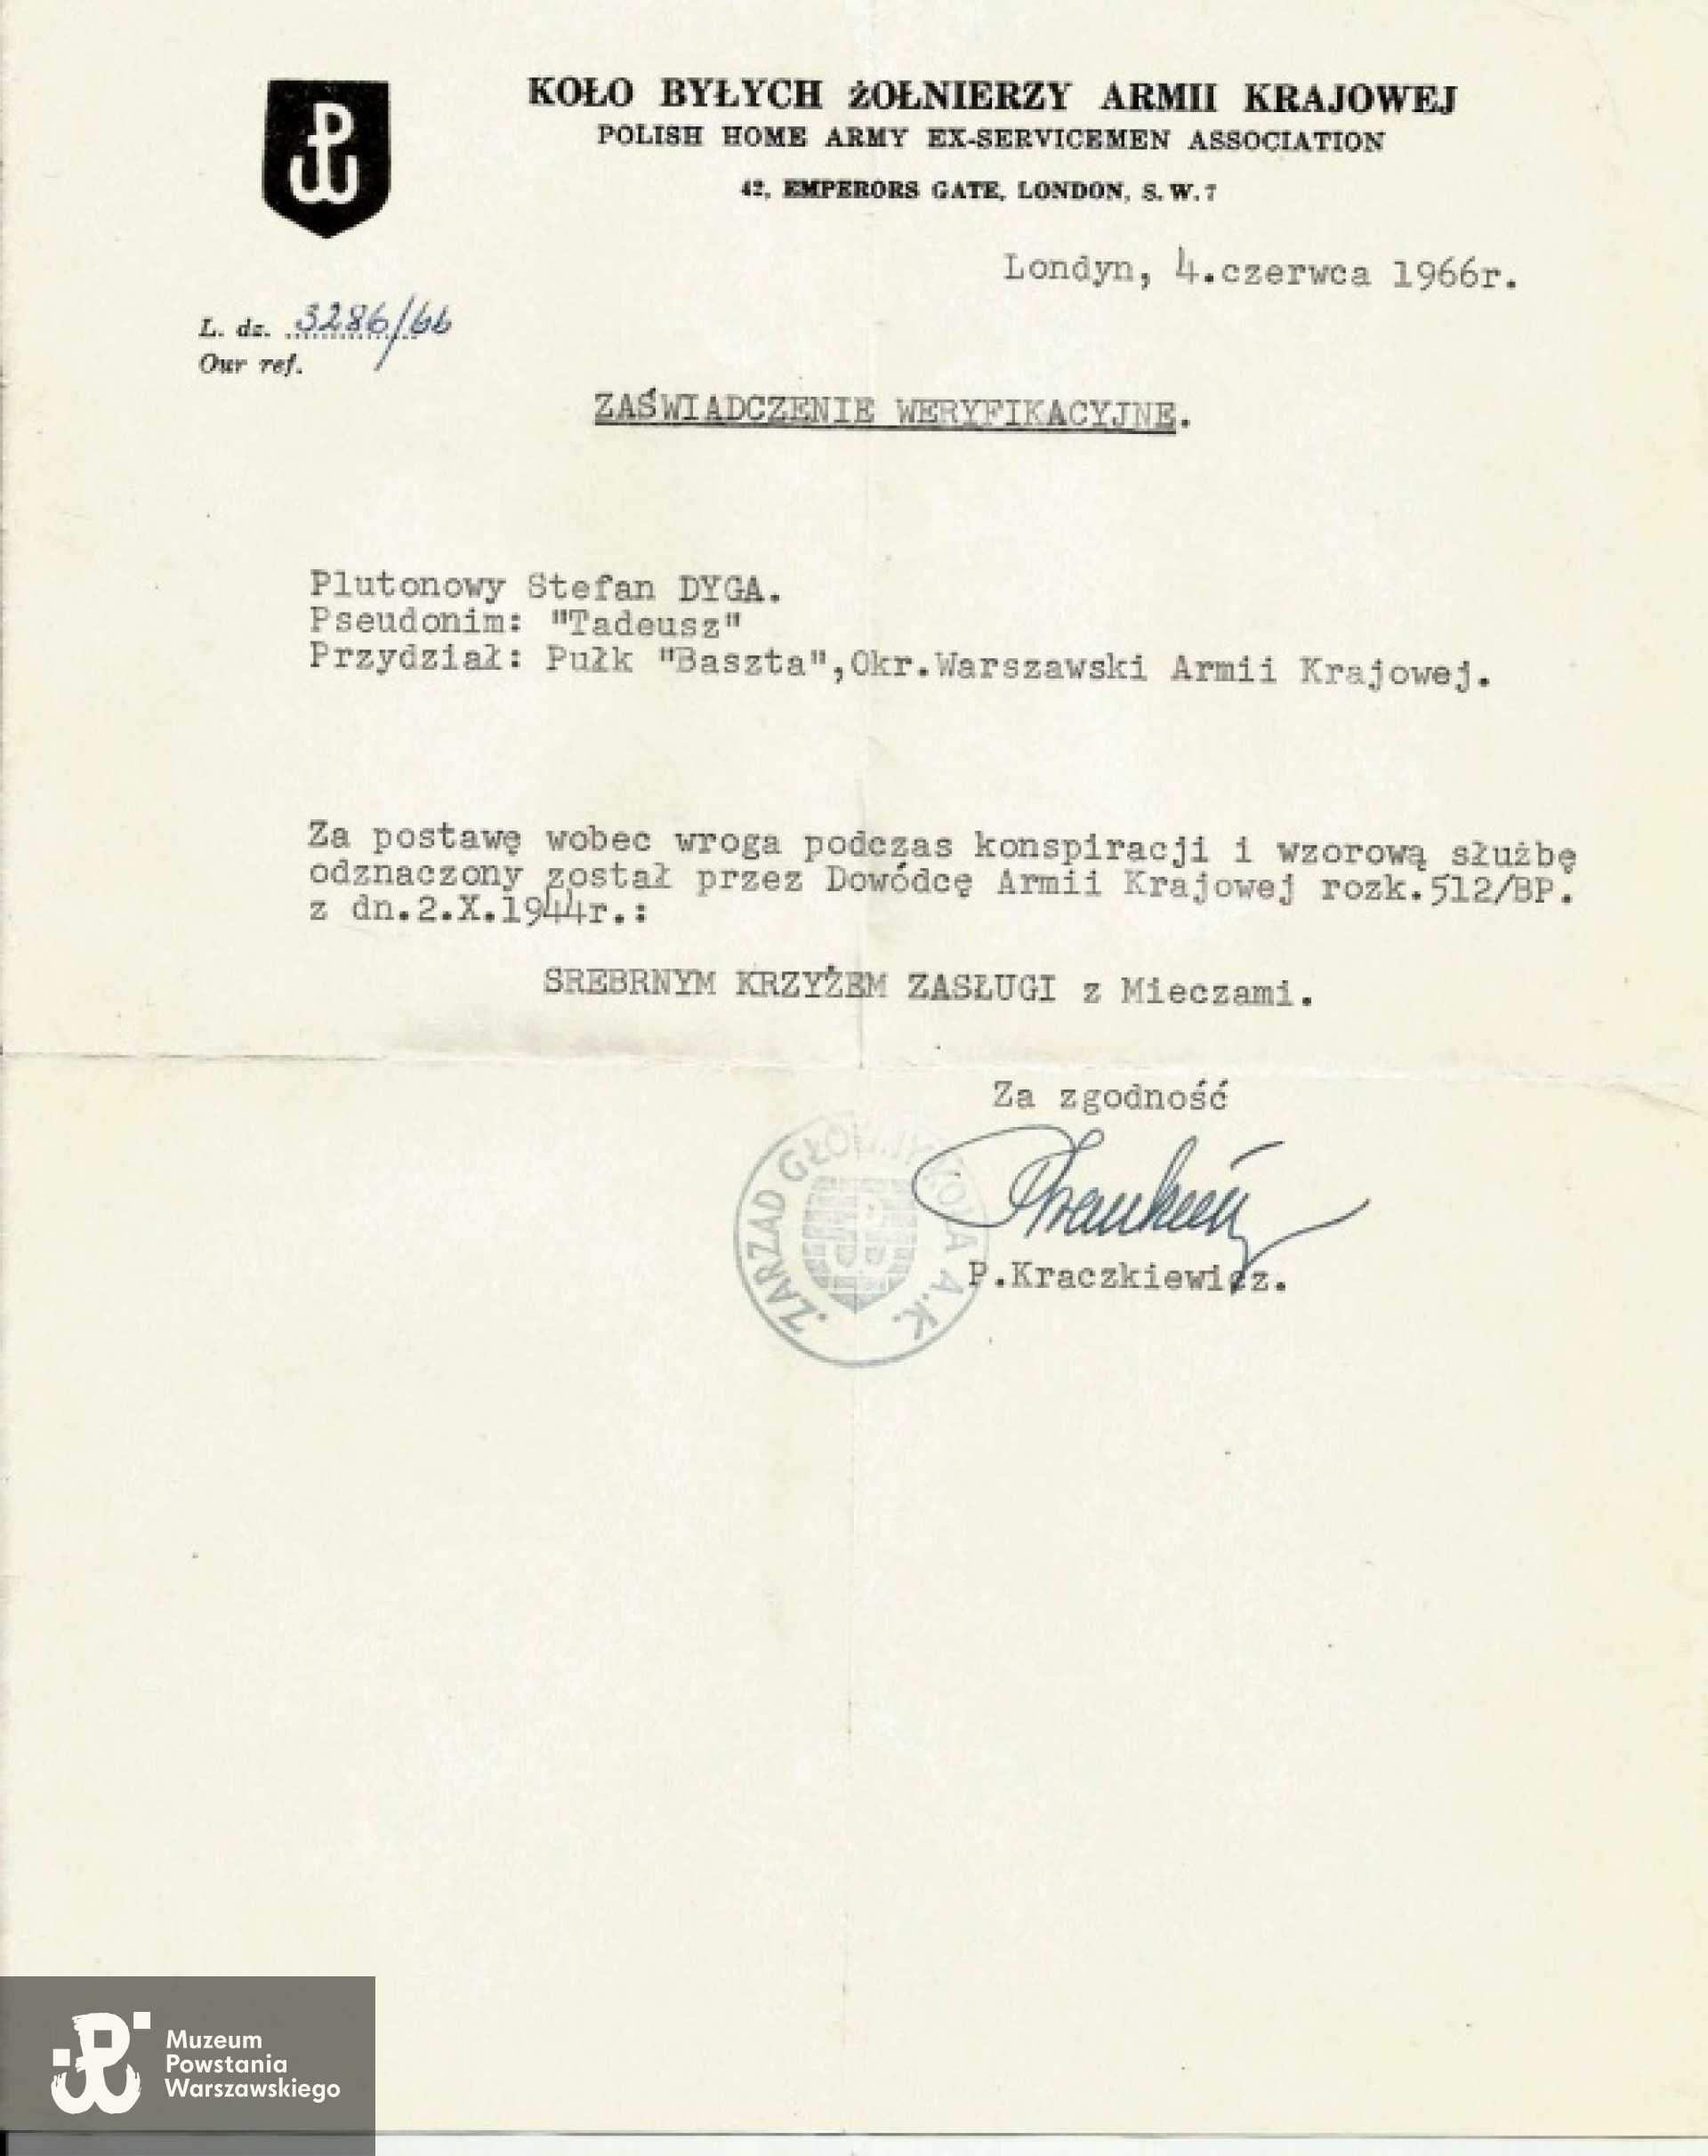 KOŁO BYŁYCH ŻOŁNIERZY ARMII KRAJOWEJ
POLISH HOME ARMY EX-SERVICEMEN ASSOCIATION
42, EMPERORS GATE, LONDON, S.W.7
Londyn, 4.czerwca 1966r.
L. dz. 3286/66
Our ref.
ZAŚWIADCZENIE WERYFIKACYJNE.
Plutonowy Stefan DYGA.
Pseudonim: "Tadeusz"
Przydział: Pułk "Baszta",Okr.Warszawski Armii Krajowej.
Za postawę wobec wroga podczas konspiracji i wzorową służbę
odznaczony został przez Dowódcę Armii Krajowej rozk.512/BP.
z dn.2.X.1944r.:
SREBRNYM KRZYŻEM ZASŁUGI z Mieczami.
Za zgodność
ZARZĄD GŁÓWNY KOŁA A.K.
P.Kraczkiewicz.
Muzeum
Powstania
Warszawskiego